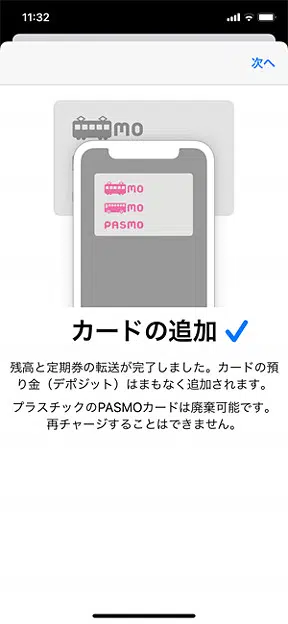 11:32
次へ
MO
MO
MO
PASMO
カードの追加
残高と定期券の転送が完了しました。カードの預
り金（デポジット）はまもなく追加されます。
プラスチックのPASMOカードは廃棄可能です。
再チャージすることはできません。